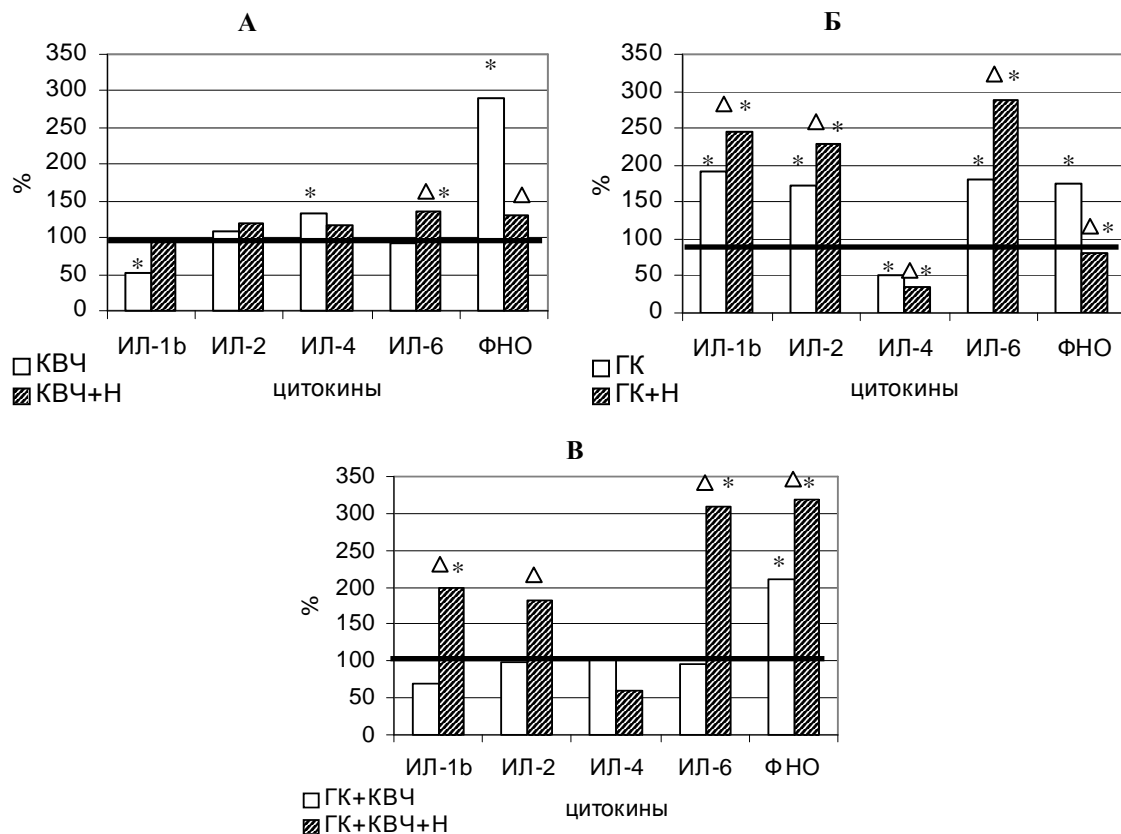 А
350
300
250
200
150
100
50
0
%
* * * △ * △
ИЛ-1b ИЛ-2 ИЛ-4 ИЛ-6 ФНО
КВЧ
КВЧ+Н
цитокины
Б
350
300
250
200
150
100
50
0
%
* △ * * △ * * △ * * △ * * △ *
ИЛ-1b ИЛ-2 ИЛ-4 ИЛ-6 ФНО
ГК
ГК+Н
цитокины
В
350
300
250
200
150
100
50
0
%
△ * △ △ * * △ *
ИЛ-1b ИЛ-2 ИЛ-4 ИЛ-6 ФНО
ГК+КВЧ
ГК+КВЧ+Н
цитокины